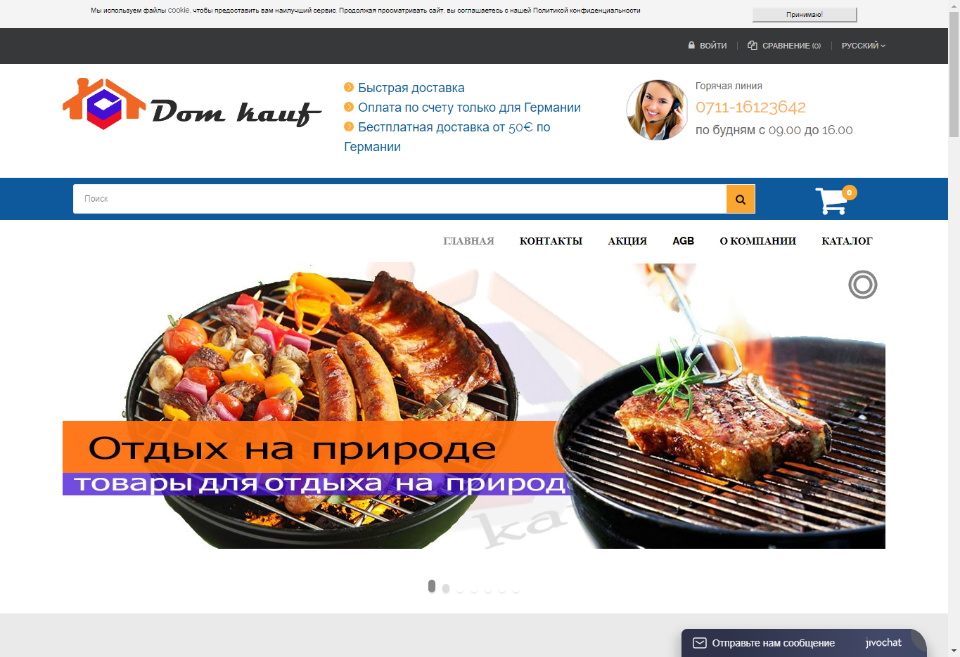 Мы используем файлы cookie, чтобы предоставить вам наилучший сервис. Продолжая просматривать сайт, вы соглашаетесь с нашей Политикой конфиденциальности
Принимаю!
ВОЙТИ
СРАВНЕНИЕ (0)
РУССКИЙ
Dom kauf
Быстрая доставка
Оплата по счету только для Германии
Бестплатная доставка от 50€ по
Германии
Горячая линия
0711-16123642
по будням с 09.00 до 16.00
Поиск
0
ГЛАВНАЯ
КОНТАКТЫ
АКЦИЯ
AGB
О КОМПАНИИ
КАТАЛОГ
Отдых на природе
товары для отдыха на природ
Отправьте нам сообщение
jivochat